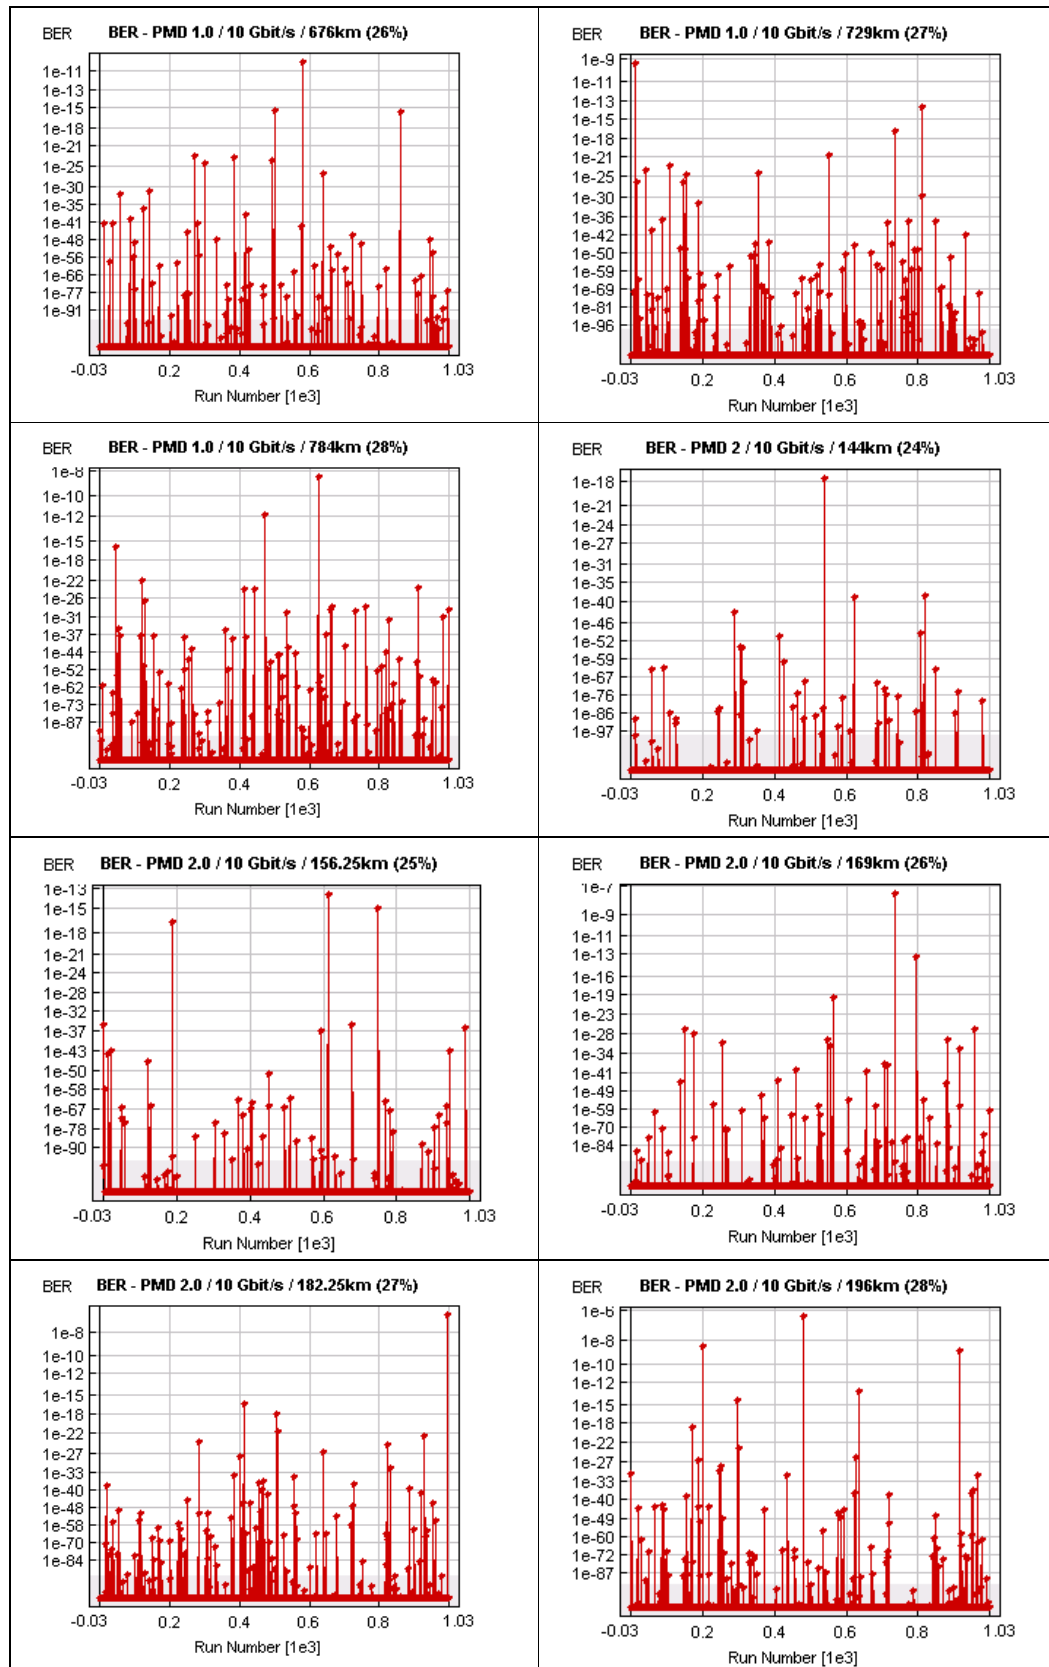 BER BER - PMD 1.0 / 10 Gbit/s / 676km (26%)
1e-11
1e-13
1e-15
1e-18
1e-21
1e-25
1e-30
1e-35
1e-41
1e-48
1e-56
1e-66
1e-77
1e-91
-0.03 0.2 0.4 0.6 0.8 1.03
Run Number [1e3]
BER BER - PMD 1.0 / 10 Gbit/s / 729km (27%)
1e-9
1e-11
1e-13
1e-15
1e-18
1e-21
1e-25
1e-30
1e-36
1e-42
1e-50
1e-59
1e-69
1e-81
1e-96
-0.03 0.2 0.4 0.6 0.8 1.03
Run Number [1e3]
BER BER - PMD 1.0 / 10 Gbit/s / 784km (28%)
1e-8
1e-10
1e-12
1e-15
1e-18
1e-22
1e-26
1e-31
1e-37
1e-44
1e-52
1e-62
1e-73
1e-87
-0.03 0.2 0.4 0.6 0.8 1.03
Run Number [1e3]
BER BER - PMD 2 / 10 Gbit/s / 144km (24%)
1e-18
1e-21
1e-24
1e-27
1e-31
1e-35
1e-40
1e-46
1e-52
1e-59
1e-67
1e-76
1e-86
1e-97
-0.03 0.2 0.4 0.6 0.8 1.03
Run Number [1e3]
BER BER - PMD 2.0 / 10 Gbit/s / 156.25km (25%)
1e-13
1e-15
1e-18
1e-21
1e-24
1e-28
1e-32
1e-37
1e-43
1e-50
1e-58
1e-67
1e-78
1e-90
-0.03 0.2 0.4 0.6 0.8 1.03
Run Number [1e3]
BER BER - PMD 2.0 / 10 Gbit/s / 169km (26%)
1e-7
1e-9
1e-11
1e-13
1e-16
1e-19
1e-23
1e-28
1e-34
1e-41
1e-49
1e-59
1e-70
1e-84
-0.03 0.2 0.4 0.6 0.8 1.03
Run Number [1e3]
BER BER - PMD 2.0 / 10 Gbit/s / 182.25km (27%)
1e-8
1e-10
1e-12
1e-15
1e-18
1e-22
1e-27
1e-33
1e-40
1e-48
1e-58
1e-70
1e-84
-0.03 0.2 0.4 0.6 0.8 1.03
Run Number [1e3]
BER BER - PMD 2.0 / 10 Gbit/s / 196km (28%)
1e-6
1e-8
1e-10
1e-12
1e-15
1e-18
1e-22
1e-27
1e-33
1e-40
1e-49
1e-60
1e-72
1e-87
-0.03 0.2 0.4 0.6 0.8 1.03
Run Number [1e3]